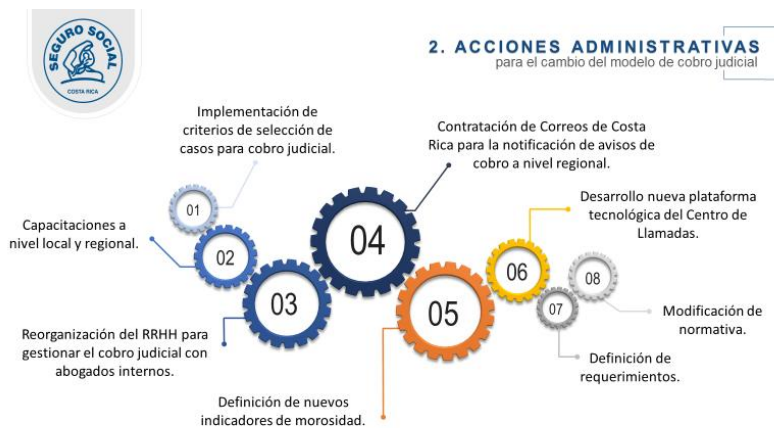 SEGURO SOCIAL
COSTA RICA
2. ACCIONES ADMINISTRATIVAS
para el cambio del modelo de cobro judicial
Implementación de
criterios de selección de
casos para cobro judicial.
01
Capacitaciones a
nivel local y regional.
02
Reorganización del RRHH para
gestionar el cobro judicial con
abogados internos.
03
Contratación de Correos de Costa
Rica para la notificación de avisos de
cobro a nivel regional.
04
Definición de nuevos
indicadores de morosidad.
05
Desarrollo nueva plataforma
tecnológica del Centro de
Llamadas.
06
Definición de
requerimientos.
07
Modificación de
normativa.
08